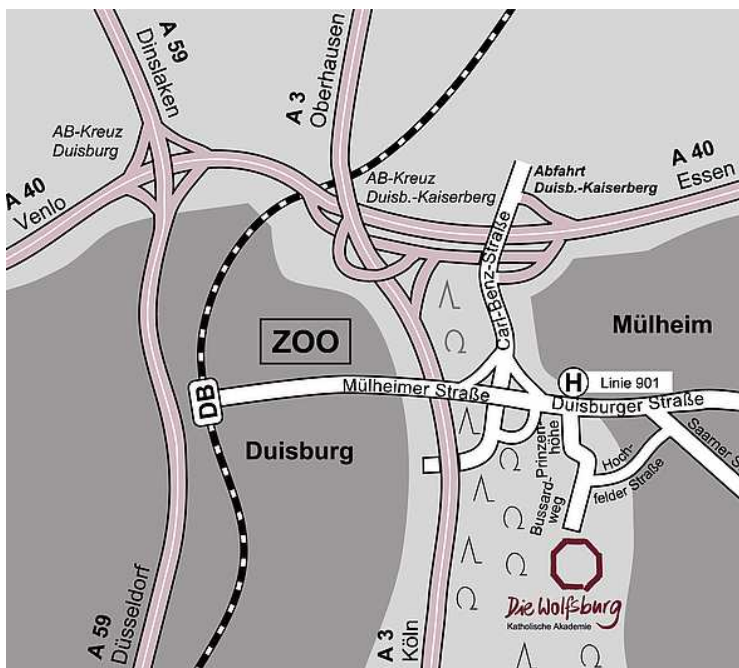 A 59
Dinslaken
A 3
Oberhausen
AB-Kreuz
Duisburg
A 40
Venlo
AB-Kreuz
Duisb.-Kaiserberg
Abfahrt
Duisb.-Kaiserberg
A 40
Essen
Carl-Benz-Straße
ZOO
Mülheim
H
Linie 901
DB
Mülheimer Straße
Duisburger Straße
Saarner S
Duisburg
Prinzen-
höhe
Hoch-
felder Straße
Bussard-
weg
Die Wolfsburg
Katholische Akademie
A 59
Düsseldorf
A 3
Köln